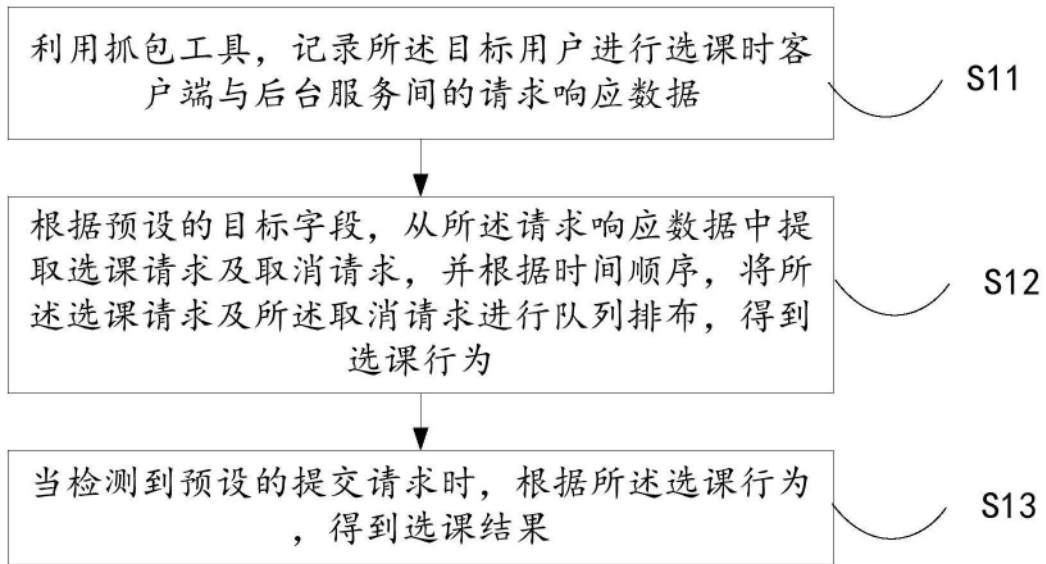 利用抓包工具，记录所述目标用户进行选课时客
户端与后台服务间的请求响应数据
S11
根据预设的目标字段，从所述请求响应数据中提
取选课请求及取消请求，并根据时间顺序，将所
述选课请求及所述取消请求进行队列排布，得到
选课行为
S12
当检测到预设的提交请求时，根据所述选课行为
，得到选课结果
S13